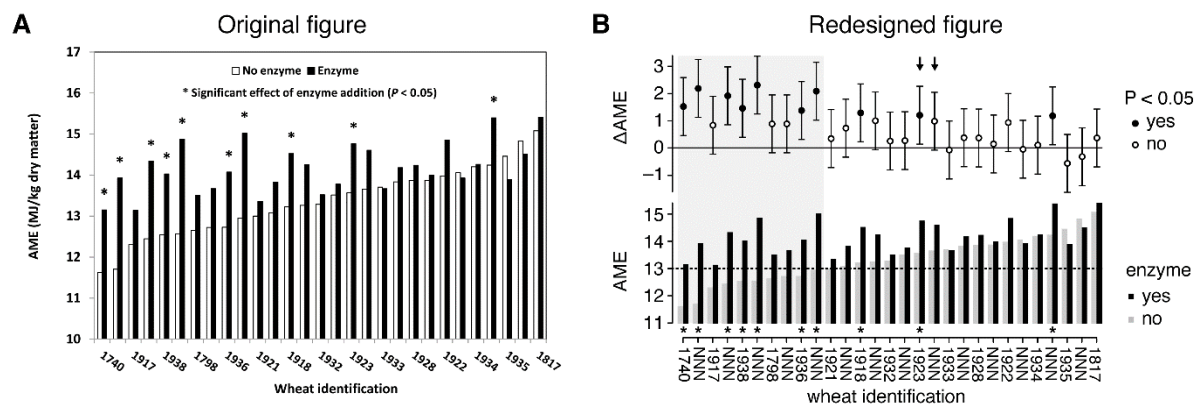 A
Original figure
17
16
15
14
13
12
11
10
AME (MJ/kg dry matter)
No enzyme
Enzyme
* Significant effect of enzyme addition (P < 0.05)
* * * * * * * * * *
1740
1917
1938
1798
1936
1921
1918
1932
1923
1933
1928
1922
1934
1935
1817
Wheat identification
B
Redesigned figure
3
2
1
0
−1
ΔAME
P < 0.05
yes
no
15
14
13
12
11
AME
enzyme
yes
no
* * * * * * * * * *
1740
NNN
1917
NNN
1938
NNN
1798
NNN
1936
NNN
1921
NNN
1918
NNN
1932
NNN
1923
NNN
1933
NNN
1928
NNN
1922
NNN
1934
NNN
1935
NNN
1817
wheat identification